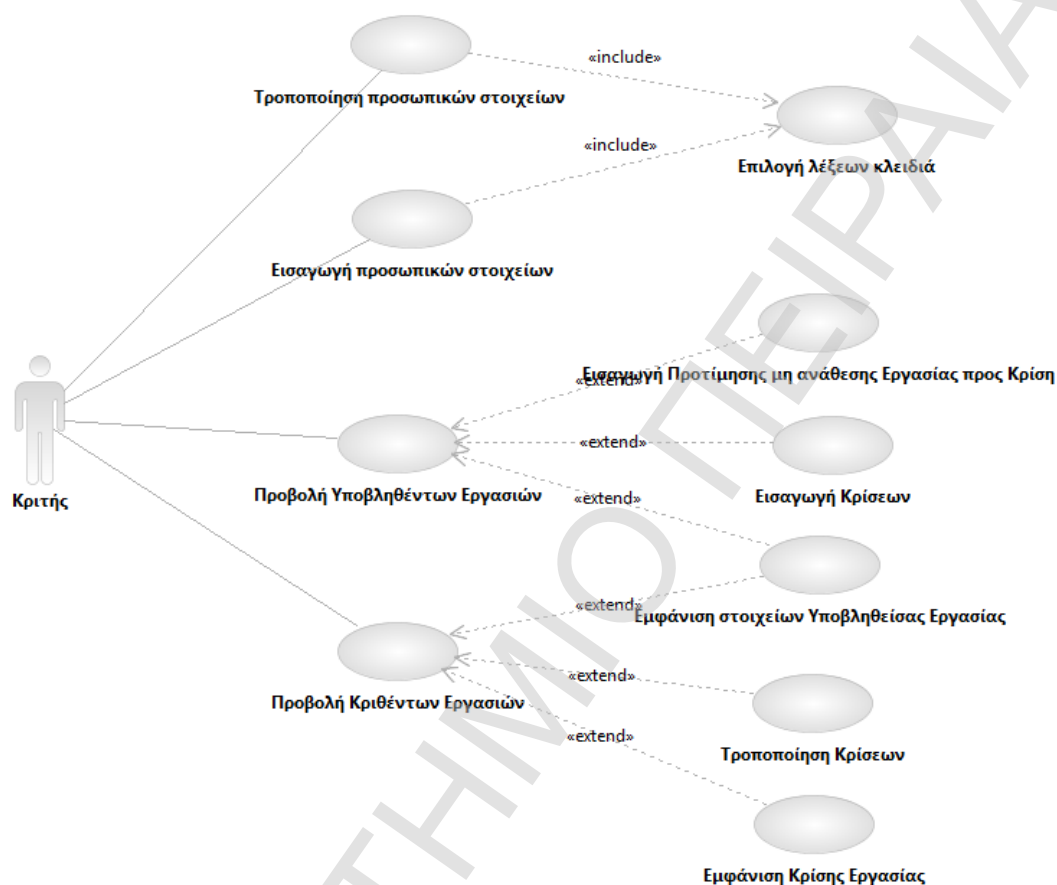 «include»
Τροποποίηση προσωπικών στοιχείων
«include»
Επιλογή λέξεων κλειδιά
Εισαγωγή προσωπικών στοιχείων
Εισαγωγή Προτίμησης μη ανάθεσης Εργασίας προς Κρίση
«extend»
«extend»
Προβολή Υποβληθέντων Εργασιών
Εισαγωγή Κρίσεων
Κριτής
«extend»
«extend»
Εμφάνιση στοιχείων Υποβληθείσας Εργασίας
«extend»
Προβολή Κριθέντων Εργασιών
«extend»
Τροποποίηση Κρίσεων
Εμφάνιση Κρίσης Εργασίας
ΤΗΜΙΟ ΠΕΙΡΑΙΑ